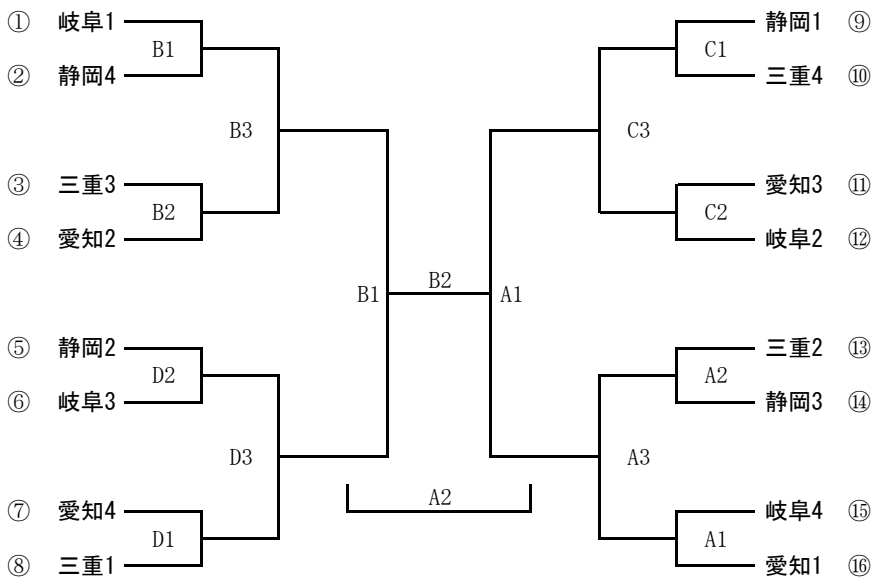 ① 岐阜1 静岡1 ⑨
B1 C1
② 静岡4 三重4 ⑩
B3 C3
③ 三重3 愛知3 ⑪
B2 C2
④ 愛知2 岐阜2 ⑫
B1 B2 A1
⑤ 静岡2 三重2 ⑬
D2 A2
⑥ 岐阜3 静岡3 ⑭
D3 A3
A2
⑦ 愛知4 岐阜4 ⑮
D1 A1
⑧ 三重1 愛知1 ⑯